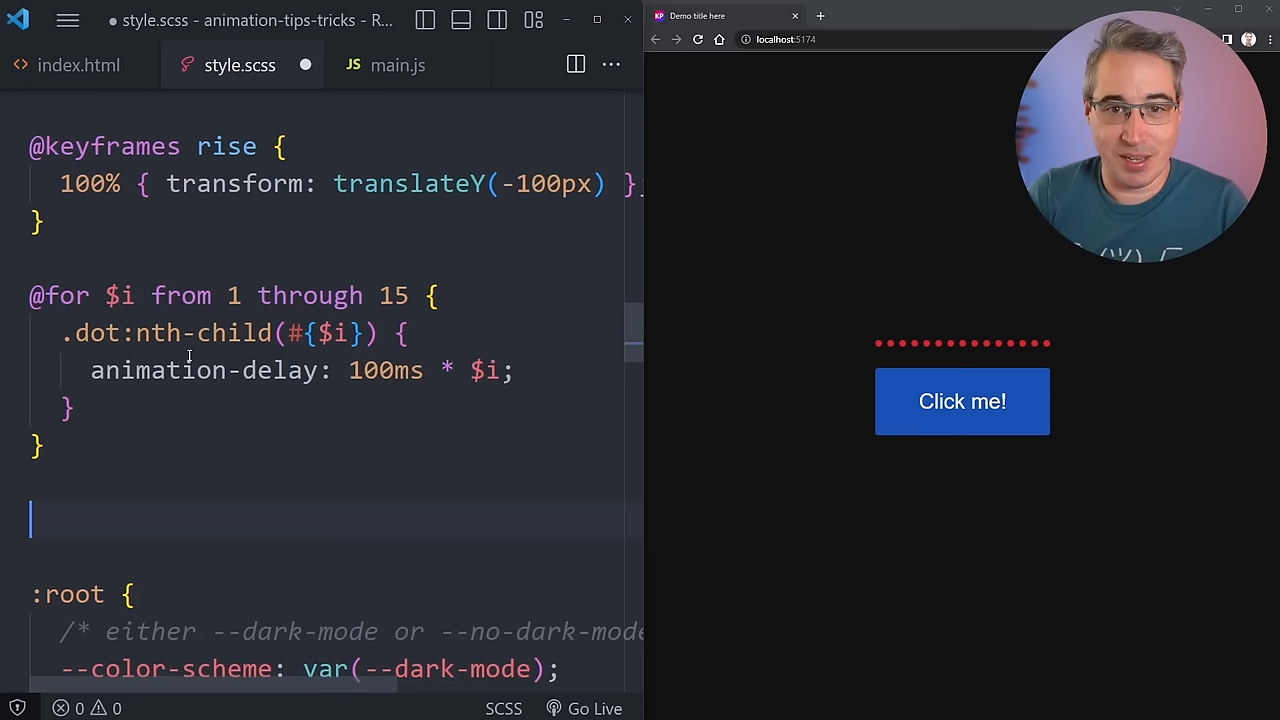 style.scss - animation-tips-tricks - R...
index.html
style.scss
JS main.js
@keyframes rise {
100% { transform: translateY(-100px) };
}
@for $i from 1 through 15 {
.dot:nth-child(#{$i}) {
animation-delay: 100ms * $i;
}
}
:root {
/* either --dark-mode or --no-dark-mode
--color-scheme: var(--dark-mode);
0 0
SCSS
Go Live
KP Demo title here
localhost:5174
Click me!